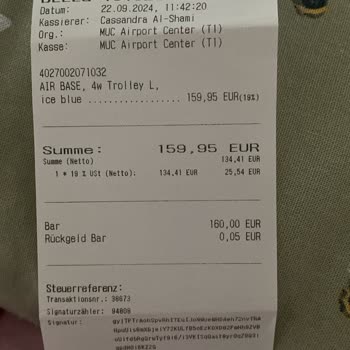 Datum: 22.09.2024, 11:42:20
Kassierer: Cassandra Al-Shami
Org.: MUC Airport Center (T1)
Kasse: MUC Airport Center (T1)
4027002071032
AIR BASE, 4w Trolley L,
ice blue .................. 159,95 EUR(19%)
Summe: 159,95 EUR
Summe (Netto) 134,41 EUR
1 * 19 % USt (Netto): 134,41 EUR 25,54 EUR
Bar 160,00 EUR
Rückgeld Bar 0,05 EUR
Steuerreferenz:
Transaktionsnr.: 36673
Signaturzähler: 94809
Signatur: